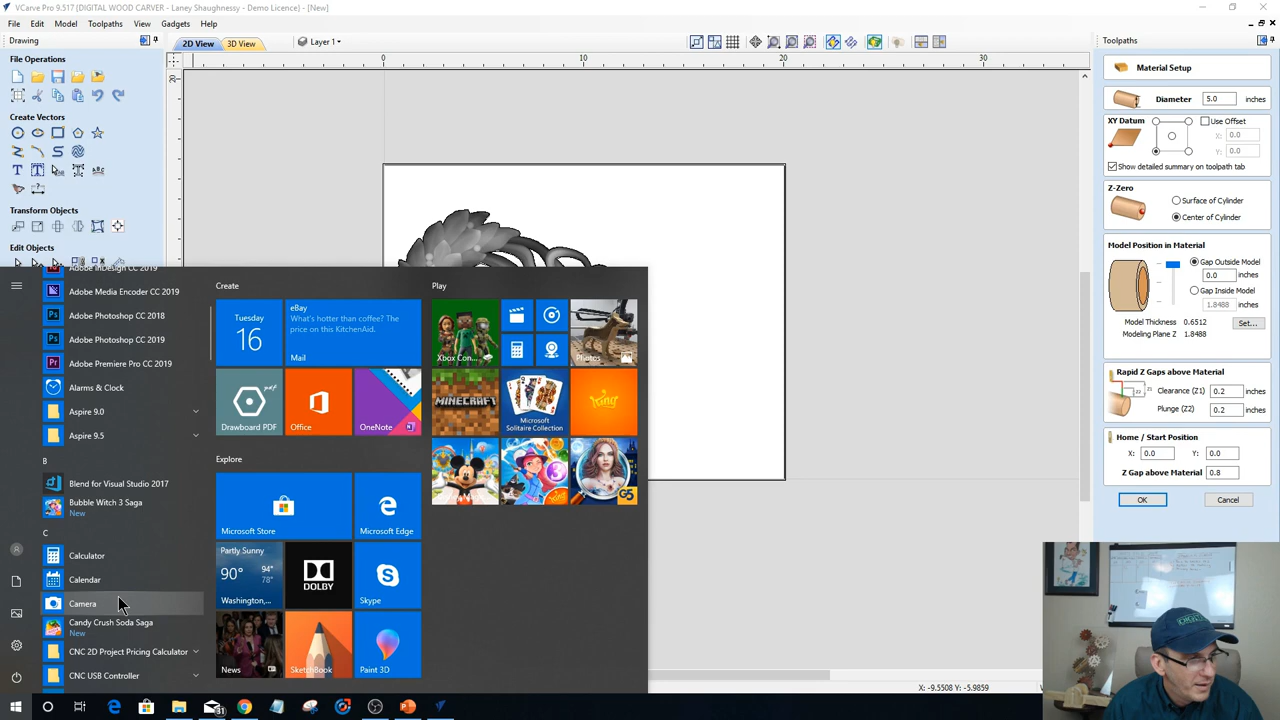 VCarve Pro 9.517 (DIGITAL WOOD CARVER) - Laney Shaughnessy - Demo Licence} - [New]
File Edit Model Toolpaths View Gadgets Help
Drawing
2D View
3D View
Layer 1
File Operations
Create Vectors
Transform Objects
Edit Objects
0 20 30
20
Toolpaths
Material Setup
Diameter 5.0 inches
XY Datum
Use Offset
X: 0.0
Y: 0.0
Show detailed summary on toolpath tab
Z-Zero
Surface of Cylinder
Center of Cylinder
Model Position in Material
Gap Outside Model
0.0 inches
Gap Inside Model
1.8488 inches
Model Thickness 0.6512
Modeling Plane Z 1.8488
Set...
Rapid Z Gaps above Material
Clearance (Z1) 0.2 inches
Plunge (Z2) 0.2 inches
Home / Start Position
X: 0.0 Y: 0.0
Z Gap above Material 0.8
OK
Cancel
Adobe InDesign CC 2019
Adobe Media Encoder CC 2019
Adobe Photoshop CC 2018
Adobe Photoshop CC 2019
Adobe Premiere Pro CC 2019
Alarms & Clock
Aspire 9.0
Aspire 9.5
B
Blend for Visual Studio 2017
Bubble Witch 3 Saga
New
C
Calculator
Calendar
Camera
Candy Crush Soda Saga
New
CNC 2D Project Pricing Calculator
CNC USB Controller
Create
Tuesday
16
eBay
What's hotter than coffee? The
price on this KitchenAid.
Mail
Drawboard PDF
Office
OneNote
Explore
Microsoft Store
Microsoft Edge
Partly Sunny
90° 94° 78°
Washington,...
DOLBY
Skype
News
SketchBook
Paint 3D
Play
Xbox Con...
Photos
MINECRAFT
Microsoft
Solitaire Collection
King
G5
X: -9.5508 Y: -5.9859
31